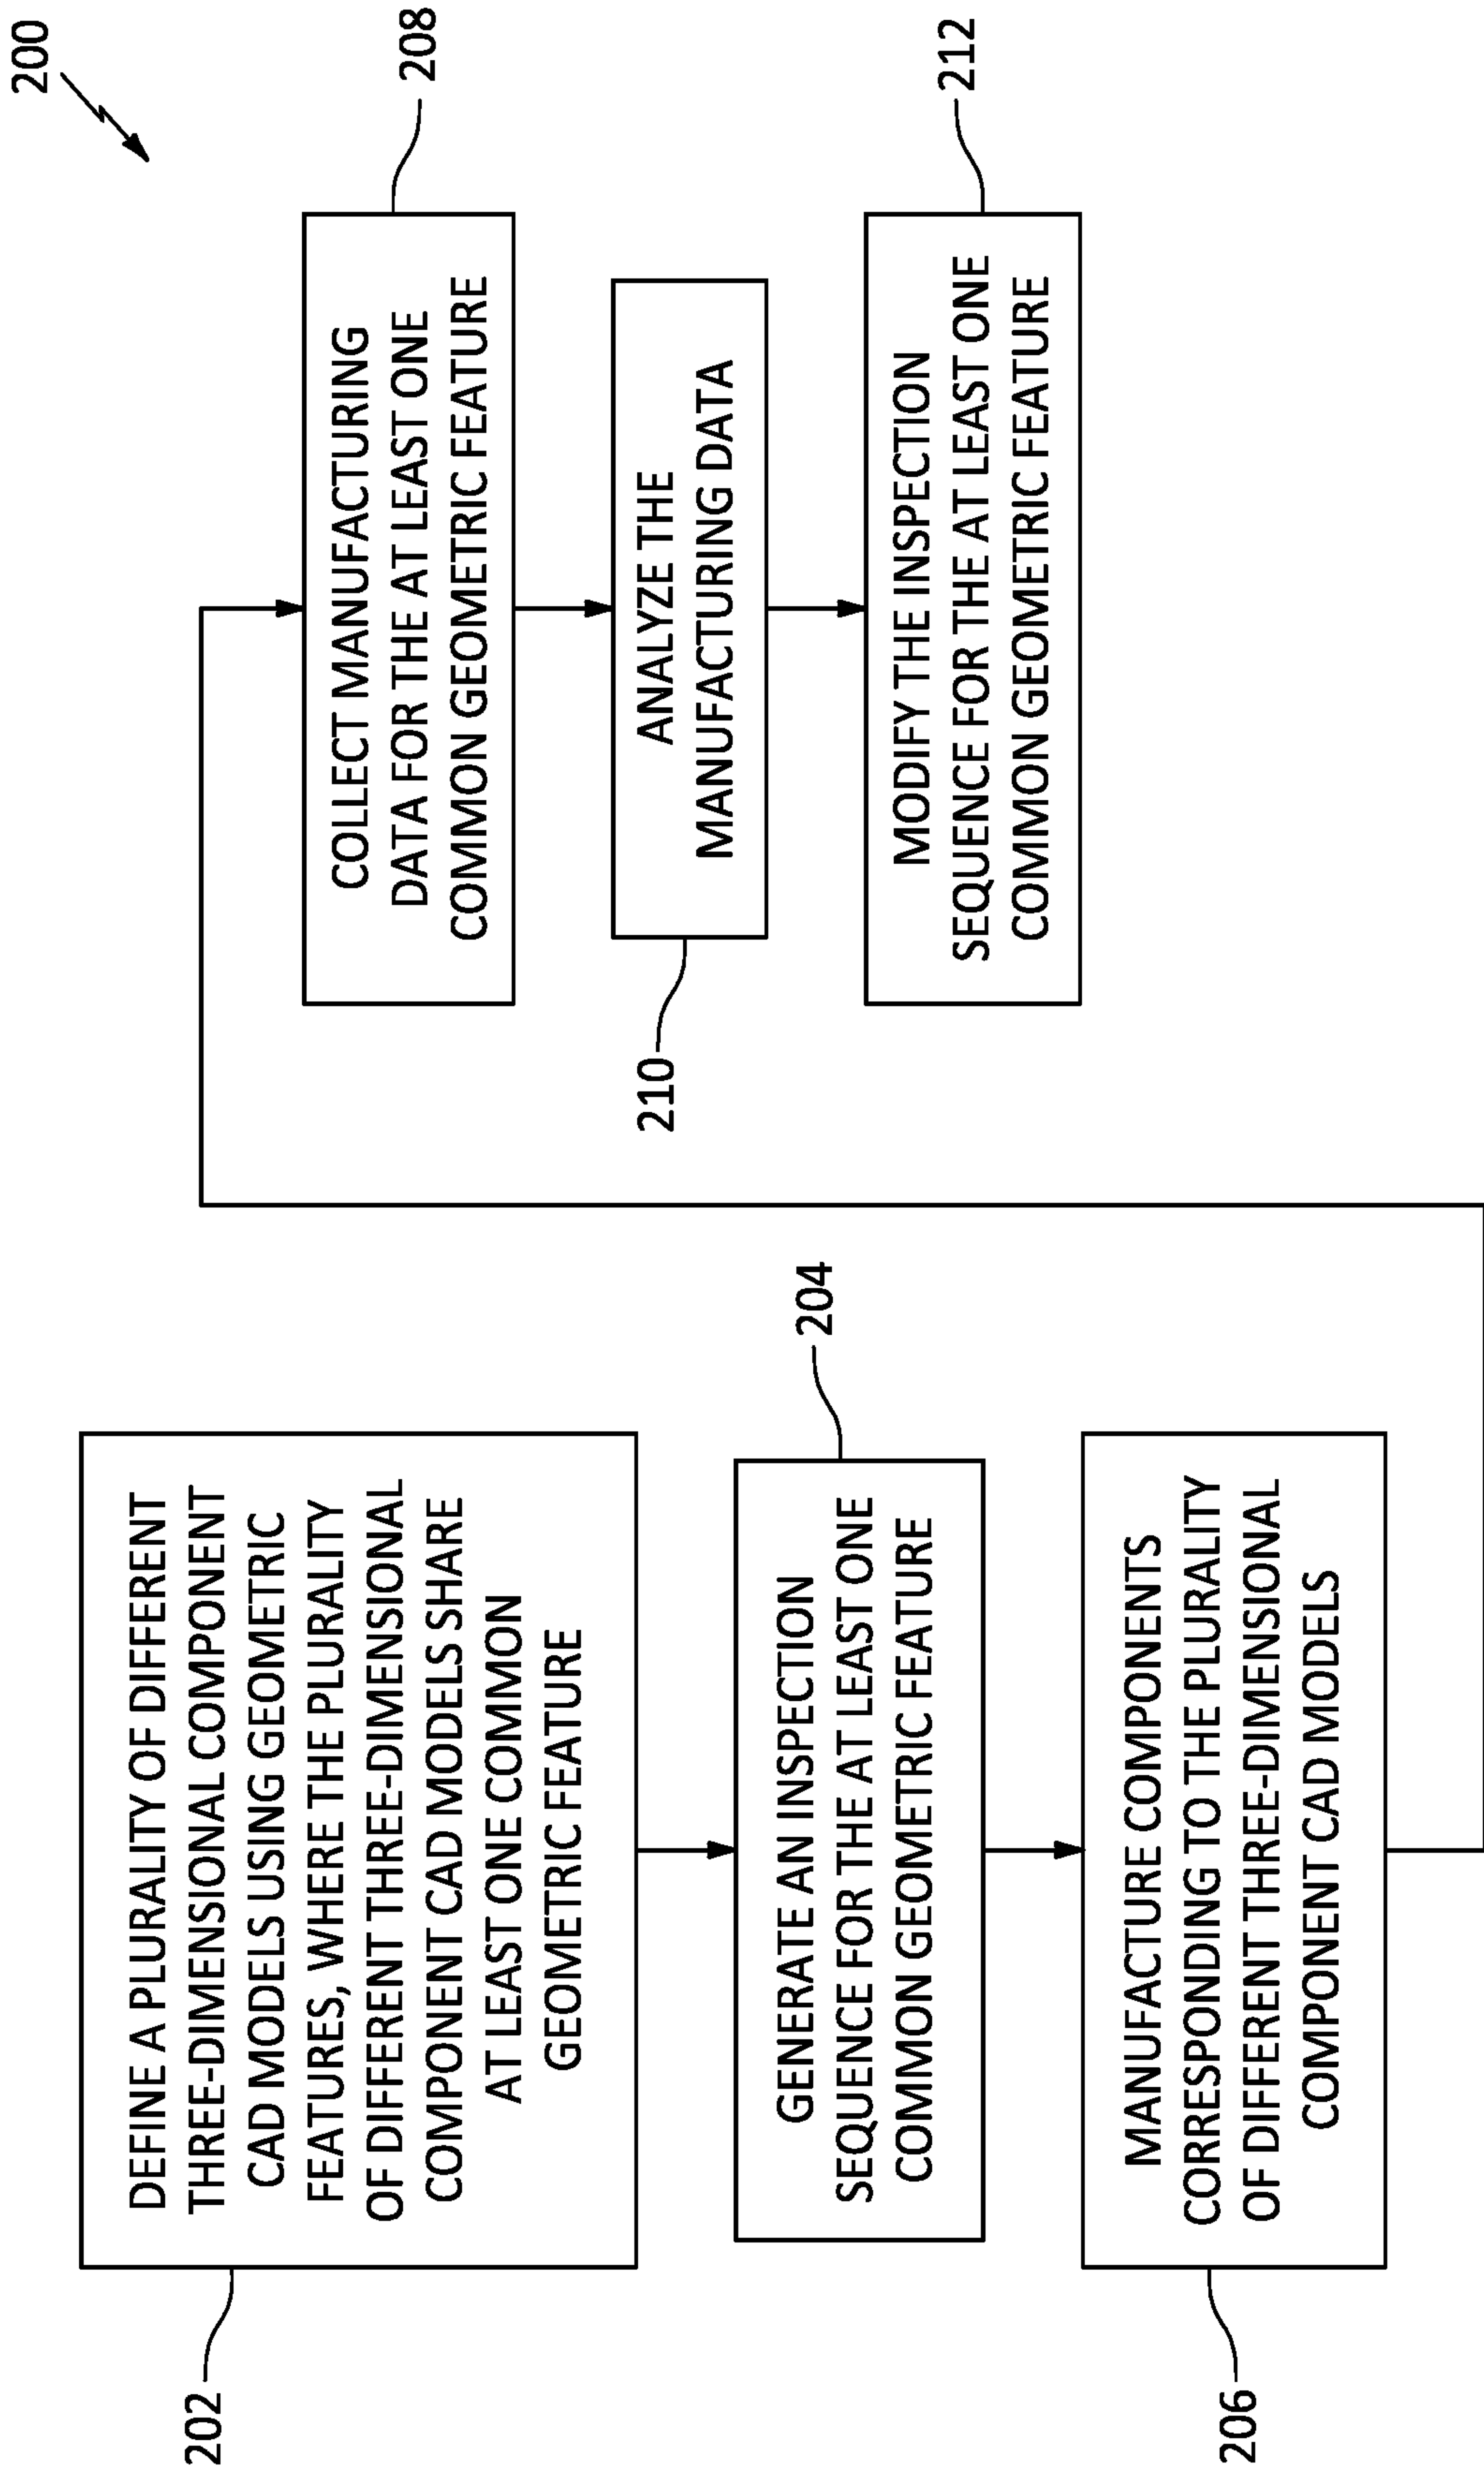 200
202
DEFINE A PLURALITY OF DIFFERENT
THREE-DIMENSIONAL COMPONENT
CAD MODELS USING GEOMETRIC
FEATURES, WHERE THE PLURALITY
OF DIFFERENT THREE-DIMENSIONAL
COMPONENT CAD MODELS SHARE
AT LEAST ONE COMMON
GEOMETRIC FEATURE
204
GENERATE AN INSPECTION
SEQUENCE FOR THE AT LEAST ONE
COMMON GEOMETRIC FEATURE
206
MANUFACTURE COMPONENTS
CORRESPONDING TO THE PLURALITY
OF DIFFERENT THREE-DIMENSIONAL
COMPONENT CAD MODELS
208
COLLECT MANUFACTURING
DATA FOR THE AT LEAST ONE
COMMON GEOMETRIC FEATURE
210
ANALYZE THE
MANUFACTURING DATA
212
MODIFY THE INSPECTION
SEQUENCE FOR THE AT LEAST ONE
COMMON GEOMETRIC FEATURE